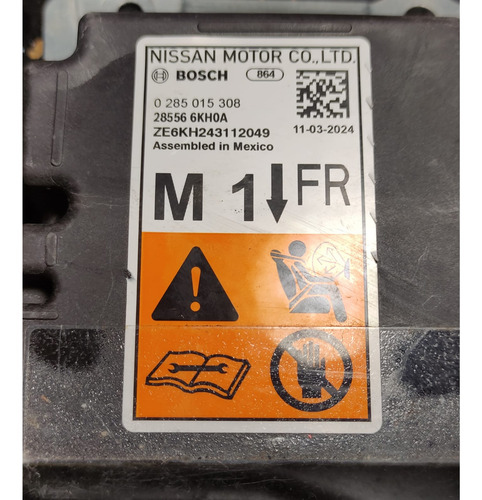 NISSAN MOTOR CO.,LTD.
BOSCH 864
0 285 015 308
28556 6KH0A
ZE6KH243112049
11-03-2024
Assembled in Mexico
M 1 FR